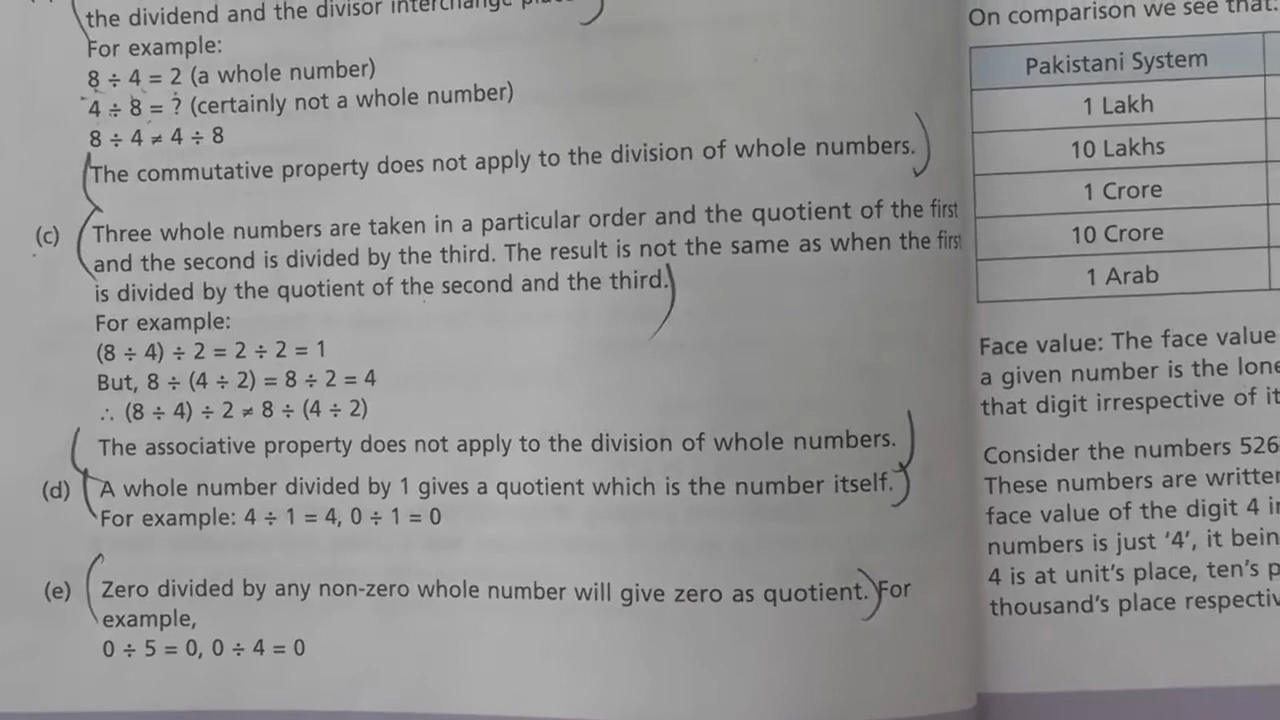 the dividend and the divisor interchange
For example:
8 ÷ 4 = 2 (a whole number)
4 ÷ 8 = ? (certainly not a whole number)
8 ÷ 4 ≠ 4 ÷ 8
The commutative property does not apply to the division of whole numbers.
(c) Three whole numbers are taken in a particular order and the quotient of the first
and the second is divided by the third. The result is not the same as when the first
is divided by the quotient of the second and the third.
For example:
(8 ÷ 4) ÷ 2 = 2 ÷ 2 = 1
But, 8 ÷ (4 ÷ 2) = 8 ÷ 2 = 4
∴ (8 ÷ 4) ÷ 2 ≠ 8 ÷ (4 ÷ 2)
The associative property does not apply to the division of whole numbers.
(d) A whole number divided by 1 gives a quotient which is the number itself.
For example: 4 ÷ 1 = 4, 0 ÷ 1 = 0
(e) Zero divided by any non-zero whole number will give zero as quotient. For
example,
0 ÷ 5 = 0, 0 ÷ 4 = 0
On comparison we see that:
Pakistani System
1 Lakh
10 Lakhs
1 Crore
10 Crore
1 Arab
Face value: The face value
a given number is the
that digit irrespective of
Consider the numbers 526
These numbers are
face value of the digit 4
numbers is just ‘4’, it
4 is at unit’s place, ten’s
thousand’s place